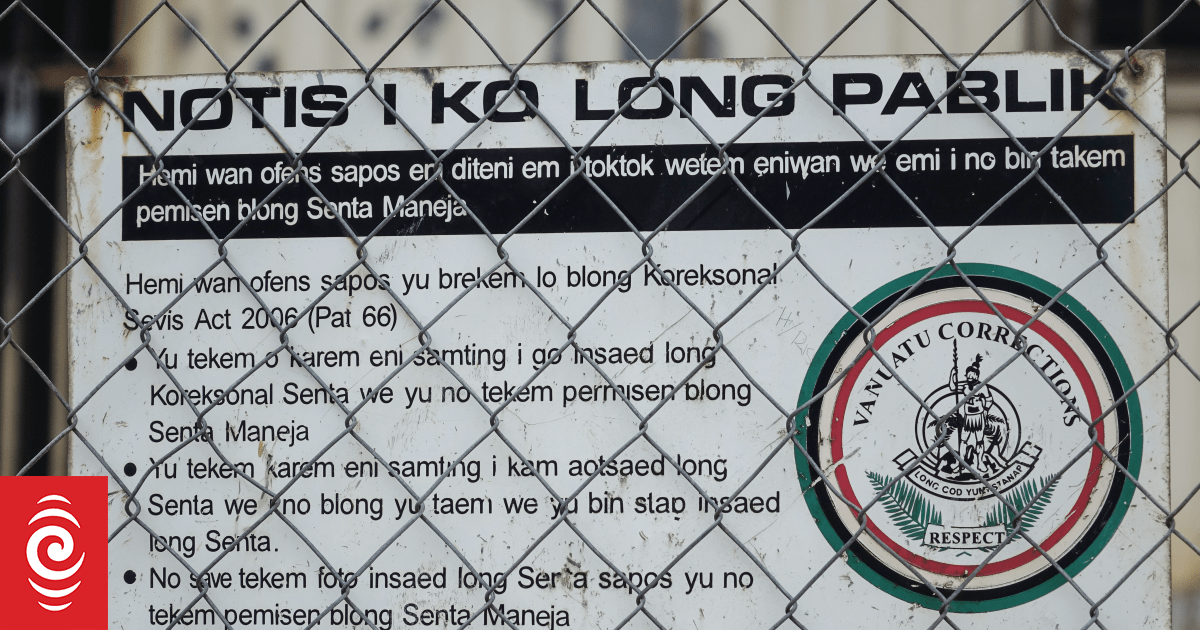 NOTIS I KO LONG PABLIK
Hemi wan ofens sapos em diteni em i toktok wetem eniwan we emi i no bin takem
pemisen blong Senta Maneja
Hemi wan ofens sapos yu brekem lo blong Koreksonal
Sevis Act 2006 (Pat 66)
• Yu tekem o karem eni samting i go insaed long
Koreksonal Senta we yu no tekem permisen blong
Senta Maneja
• Yu tekem karem eni samting i kam aotsaed long
Senta we i no blong yu taem we yu bin stap insaed
long Senta.
• No save tekem foto insaed long Senta sapos yu no
tekem pemisen blong Senta Maneja
VANUATU CORRECTIONS
LONG GOD YUMI STANAP
RESPECT